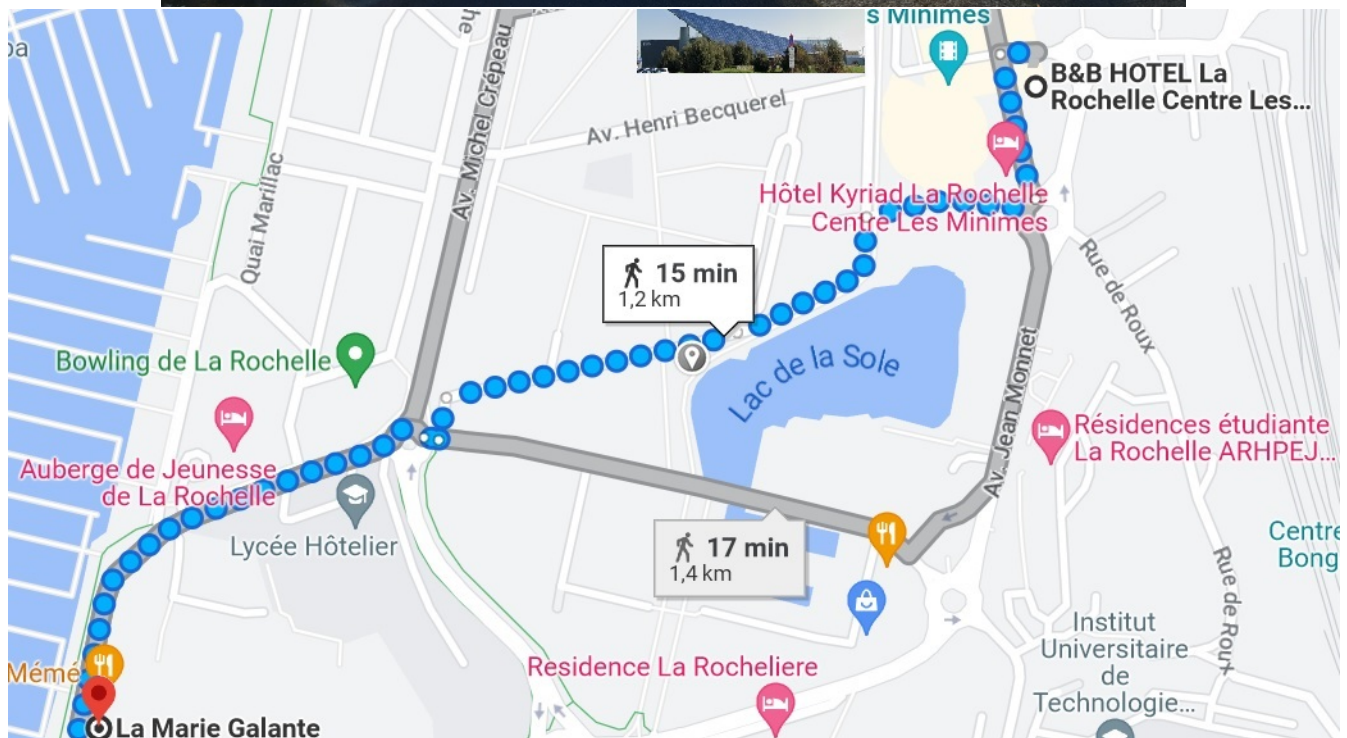 s Minimes
B&B HOTEL La
Rochelle Centre Les...
Av. Michel Crépeau
Av. Henri Becquerel
Quai Marillac
Hôtel Kyriad La Rochelle
Centre Les Minimes
15 min
1,2 km
Rue de Roux
Bowling de La Rochelle
Lac de la Sole
Av. Jean Monnet
Auberge de Jeunesse
de La Rochelle
Résidences étudiante
La Rochelle ARHPEJ...
Lycée Hôtelier
17 min
1,4 km
Centre
Bong
Rue de Roux
Institut
Universitaire
de
Technologie...
Residence La Rocheliere
Mémé
La Marie Galante